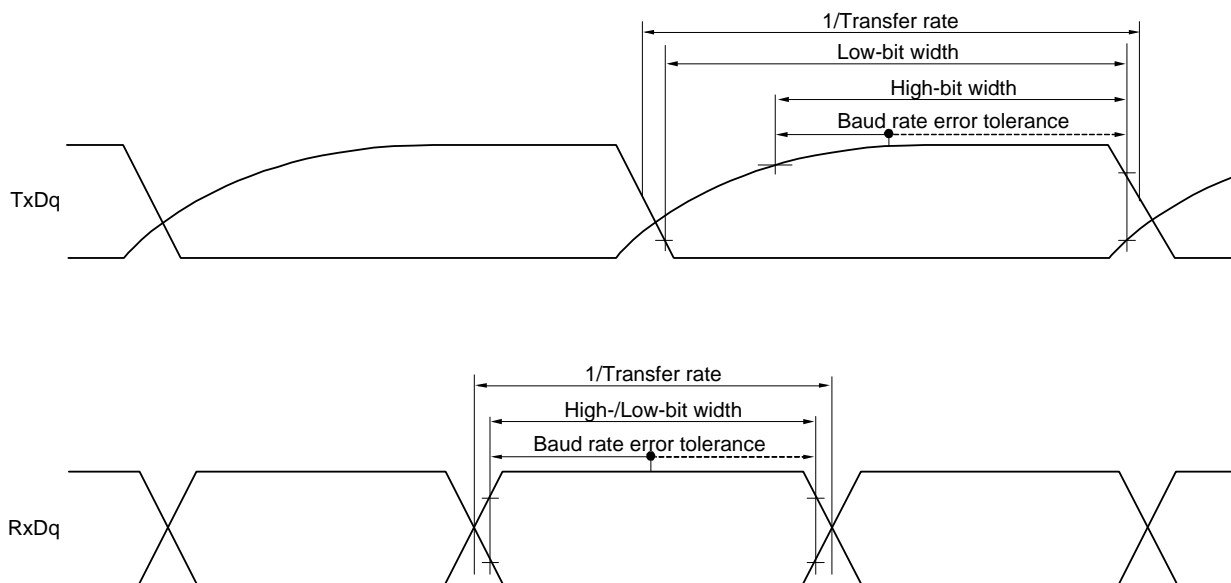 1/Transfer rate
Low-bit width
High-bit width
Baud rate error tolerance
TxDq
1/Transfer rate
High-/Low-bit width
Baud rate error tolerance
RxDq